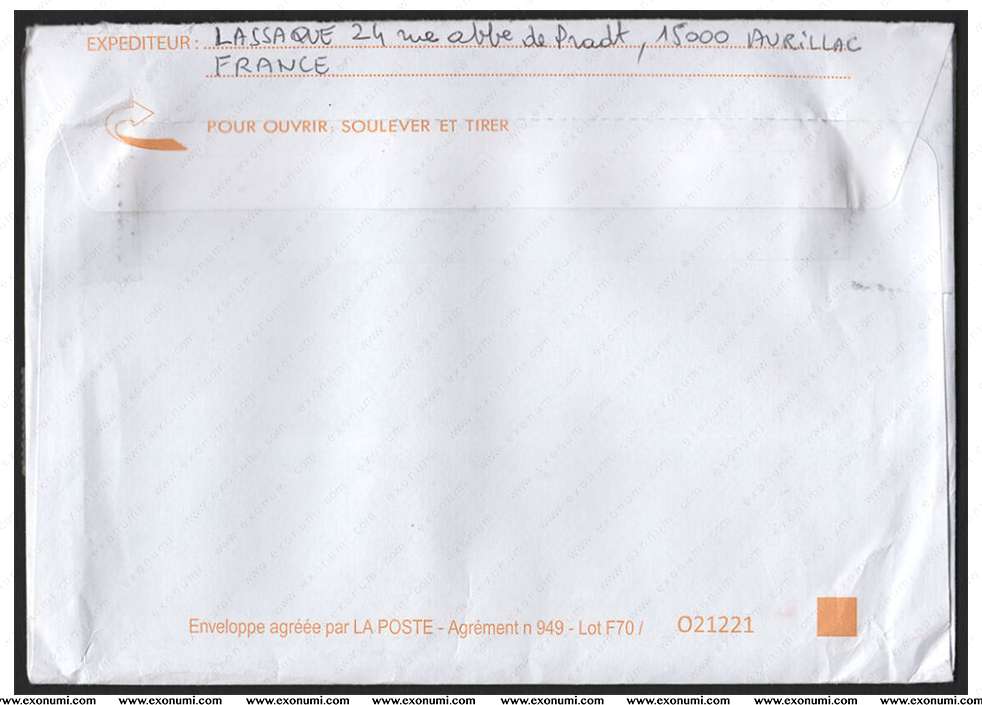 EXPEDITEUR : LASSAQUE 24 rue abbe de Pradt, 15000 AURILLAC
FRANCE
POUR OUVRIR: SOULEVER ET TIRER
Enveloppe agréée par LA POSTE - Agrément n 949 - Lot F70 / O21221
www.exonumi.com www.exonumi.com www.exonumi.com www.exonumi.com www.exonumi.com www.exonumi.com www.exonumi.com www.exonumi.com